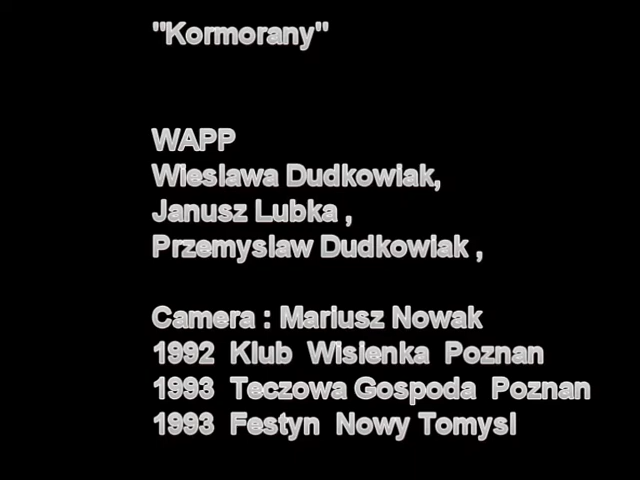 "Kormorany"
WAPP
Wieslawa Dudkowiak,
Janusz Lubka ,
Przemyslaw Dudkowiak ,
Camera : Mariusz Nowak
1992 Klub Wisienka Poznan
1993 Teczowa Gospoda Poznan
1993 Festyn Nowy Tomysl